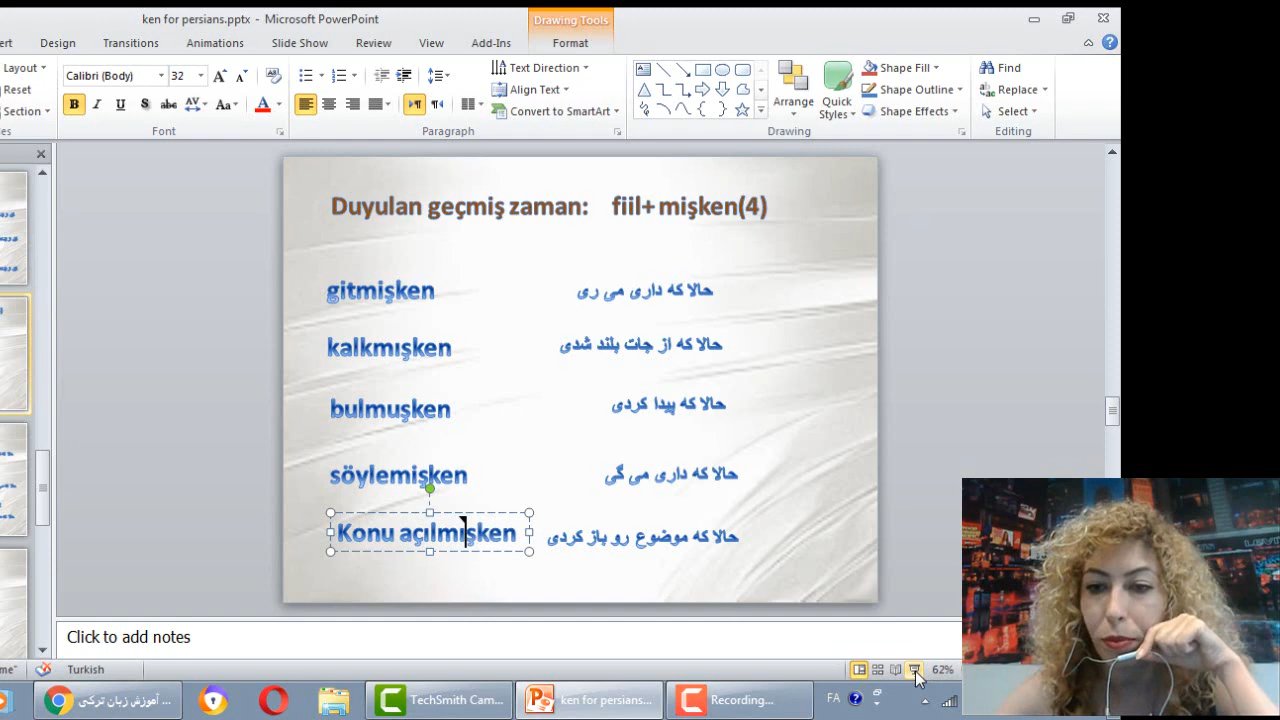 ken for persians.pptx - Microsoft PowerPoint
Drawing Tools
ert Design Transitions Animations Slide Show Review View Add-Ins Format
Layout
Reset
Section
Calibri (Body) 32
Text Direction
Align Text
Convert to SmartArt
Arrange
Quick Styles
Shape Fill
Shape Outline
Shape Effects
Find
Replace
Select
Font Paragraph Drawing Editing
Duyulan geçmiş zaman: fiil+ mişken(4)
gitmişken حالا که داری می ری
kalkmışken حالا که از جات بلند شدی
bulmuşken حالا که پیدا کردی
söylemişken حالا که داری می گی
Konu açılmışken حالا که موضوع رو باز کردی
Click to add notes
Turkish 62%
آموزش زبان ترکی ...
TechSmith Cam...
ken for persians...
Recording...
FA